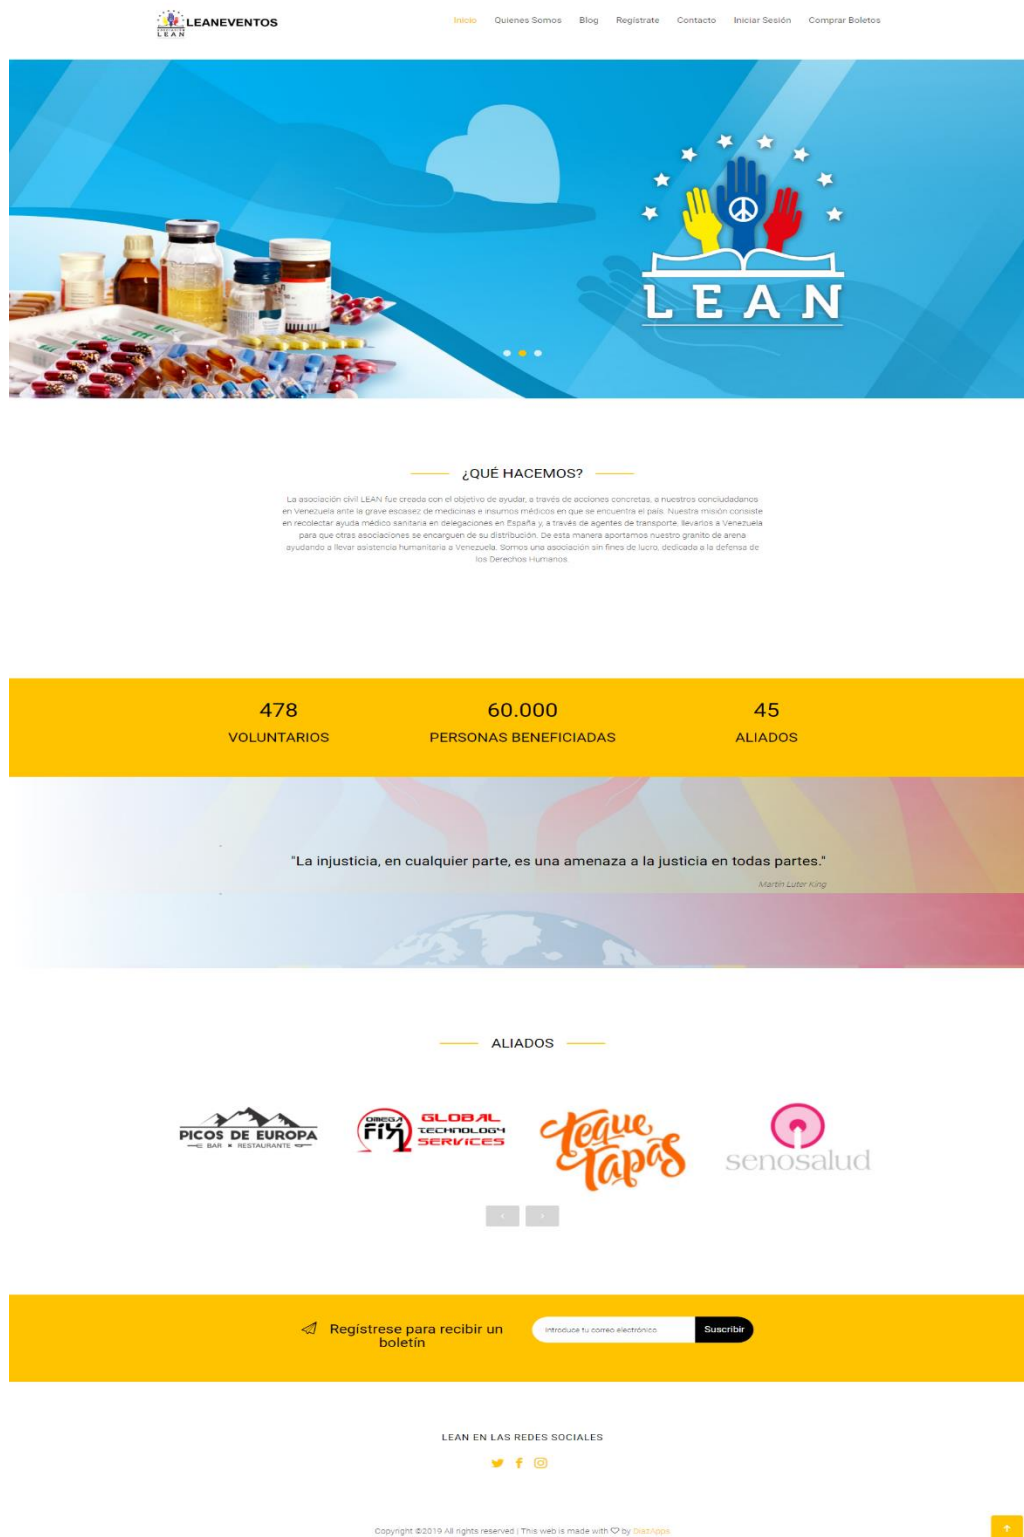 LEANEVENTOS
LEAN
Inicio Quienes Somos Blog Regístrate Contacto Iniciar Sesión Comprar Boletos
LEAN
¿QUÉ HACEMOS?
La asociación civil LEAN fue creada con el objetivo de ayudar, a través de acciones concretas, a nuestros conciudadanos
en Venezuela ante la grave escasez de medicinas e insumos médicos en que se encuentra el país. Nuestra misión consiste
en recolectar ayuda médico sanitaria en delegaciones en España y, a través de agentes de transporte, llevarlos a Venezuela
para que otras asociaciones se encarguen de su distribución. De esta manera aportamos nuestro granito de arena
ayudando a llevar asistencia humanitaria a Venezuela. Somos una asociación sin fines de lucro, dedicada a la defensa de
los Derechos Humanos.
478 60.000 45
VOLUNTARIOS PERSONAS BENEFICIADAS ALIADOS
"La injusticia, en cualquier parte, es una amenaza a la justicia en todas partes."
Martin Luter King
ALIADOS
PICOS DE EUROPA
BAR RESTAURANTE
OMEGA
FIX
GLOBAL
TECHNOLOGY
SERVICES
teque
Tapas
senosalud
Regístrese para recibir un
boletín
Introduce tu correo electrónico
Suscribir
LEAN EN LAS REDES SOCIALES
Copyright ©2019 All rights reserved | This web is made with ♡ by DiazApps